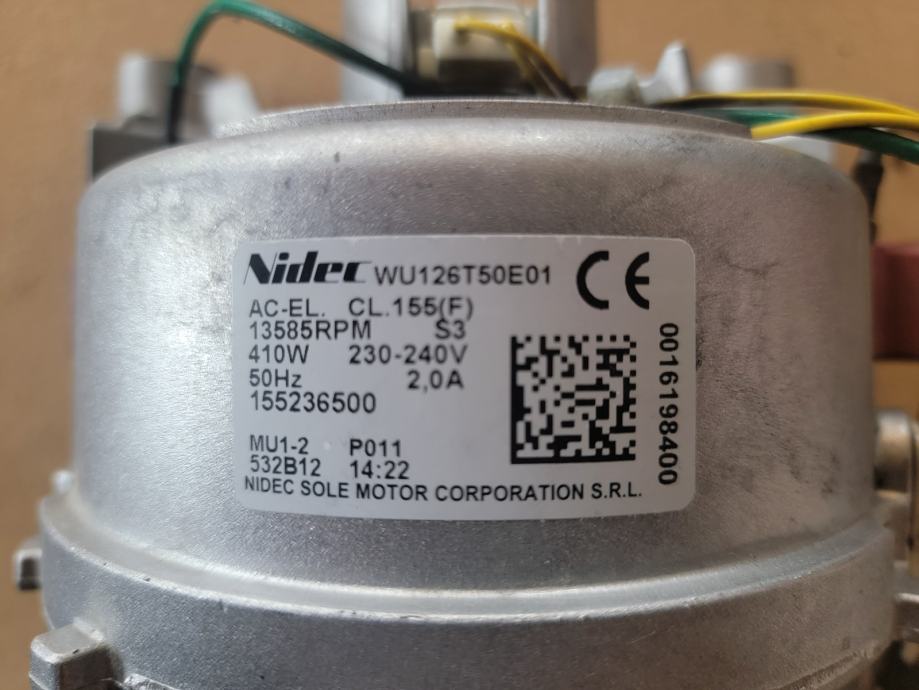 Nidec WU126T50E01 CE
AC-EL. CL.155(F)
13585RPM S3
410W 230-240V
50Hz 2,0A
155236500
MU1-2 P011
532B12 14:22
NIDEC SOLE MOTOR CORPORATION S.R.L.
0016198400